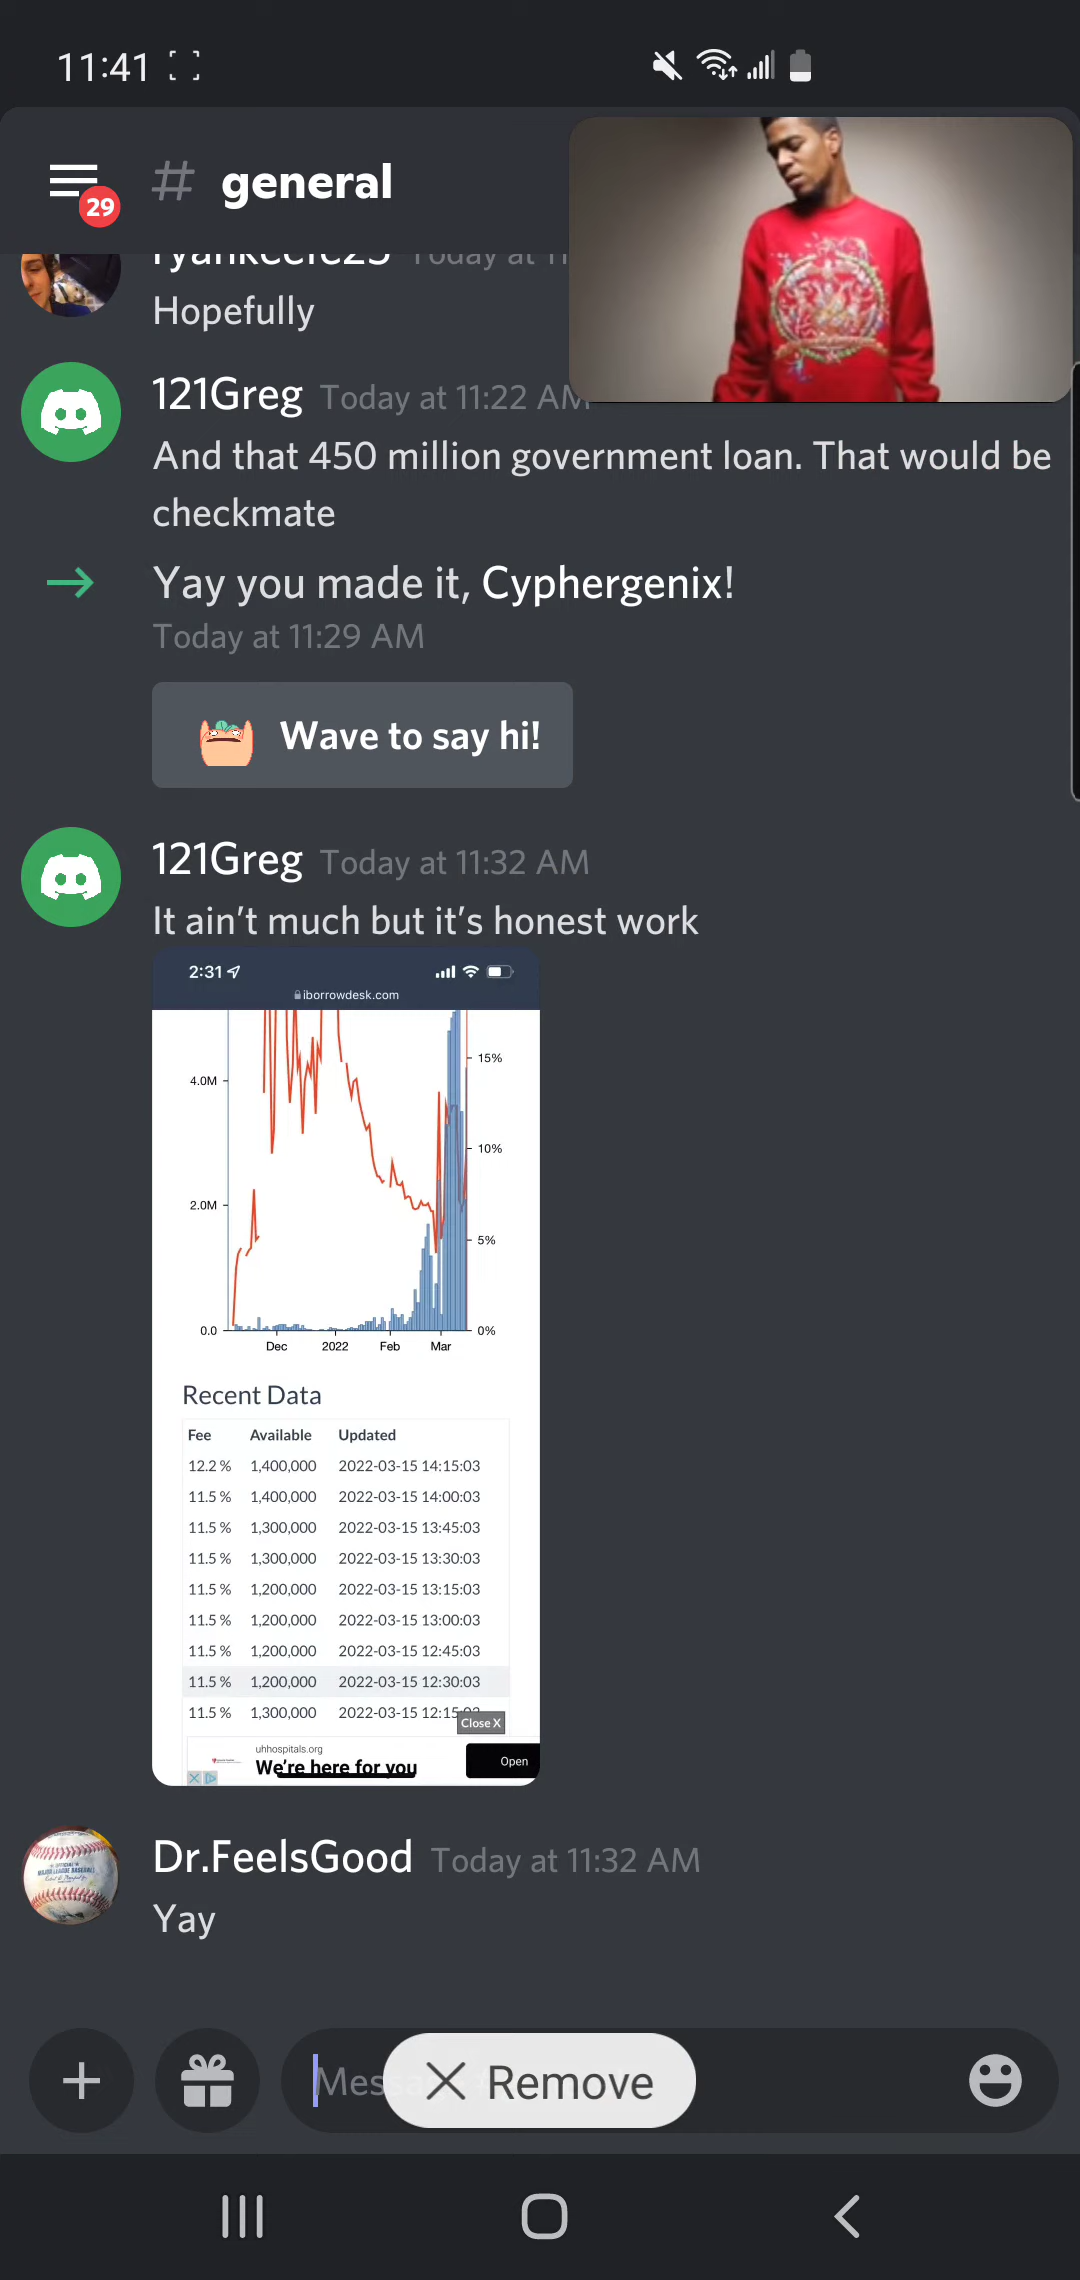 11:41
29
# general
Hopefully
121Greg Today at 11:22 AM
And that 450 million government loan. That would be
checkmate
Yay you made it, Cyphergenix!
Today at 11:29 AM
Wave to say hi!
121Greg Today at 11:32 AM
It ain't much but it's honest work
2:31
iborrowdesk.com
15%
4.0M
10%
2.0M
5%
0.0 0%
Dec 2022 Feb Mar
Recent Data
Fee Available Updated
12.2 % 1,400,000 2022-03-15 14:15:03
11.5 % 1,400,000 2022-03-15 14:00:03
11.5 % 1,300,000 2022-03-15 13:45:03
11.5 % 1,300,000 2022-03-15 13:30:03
11.5 % 1,200,000 2022-03-15 13:15:03
11.5 % 1,200,000 2022-03-15 13:00:03
11.5 % 1,200,000 2022-03-15 12:45:03
11.5 % 1,200,000 2022-03-15 12:30:03
11.5 % 1,300,000 2022-03-15 12:15:03
Close X
uhhospitals.org
We're here for you
Open
Dr.FeelsGood Today at 11:32 AM
Yay
Remove